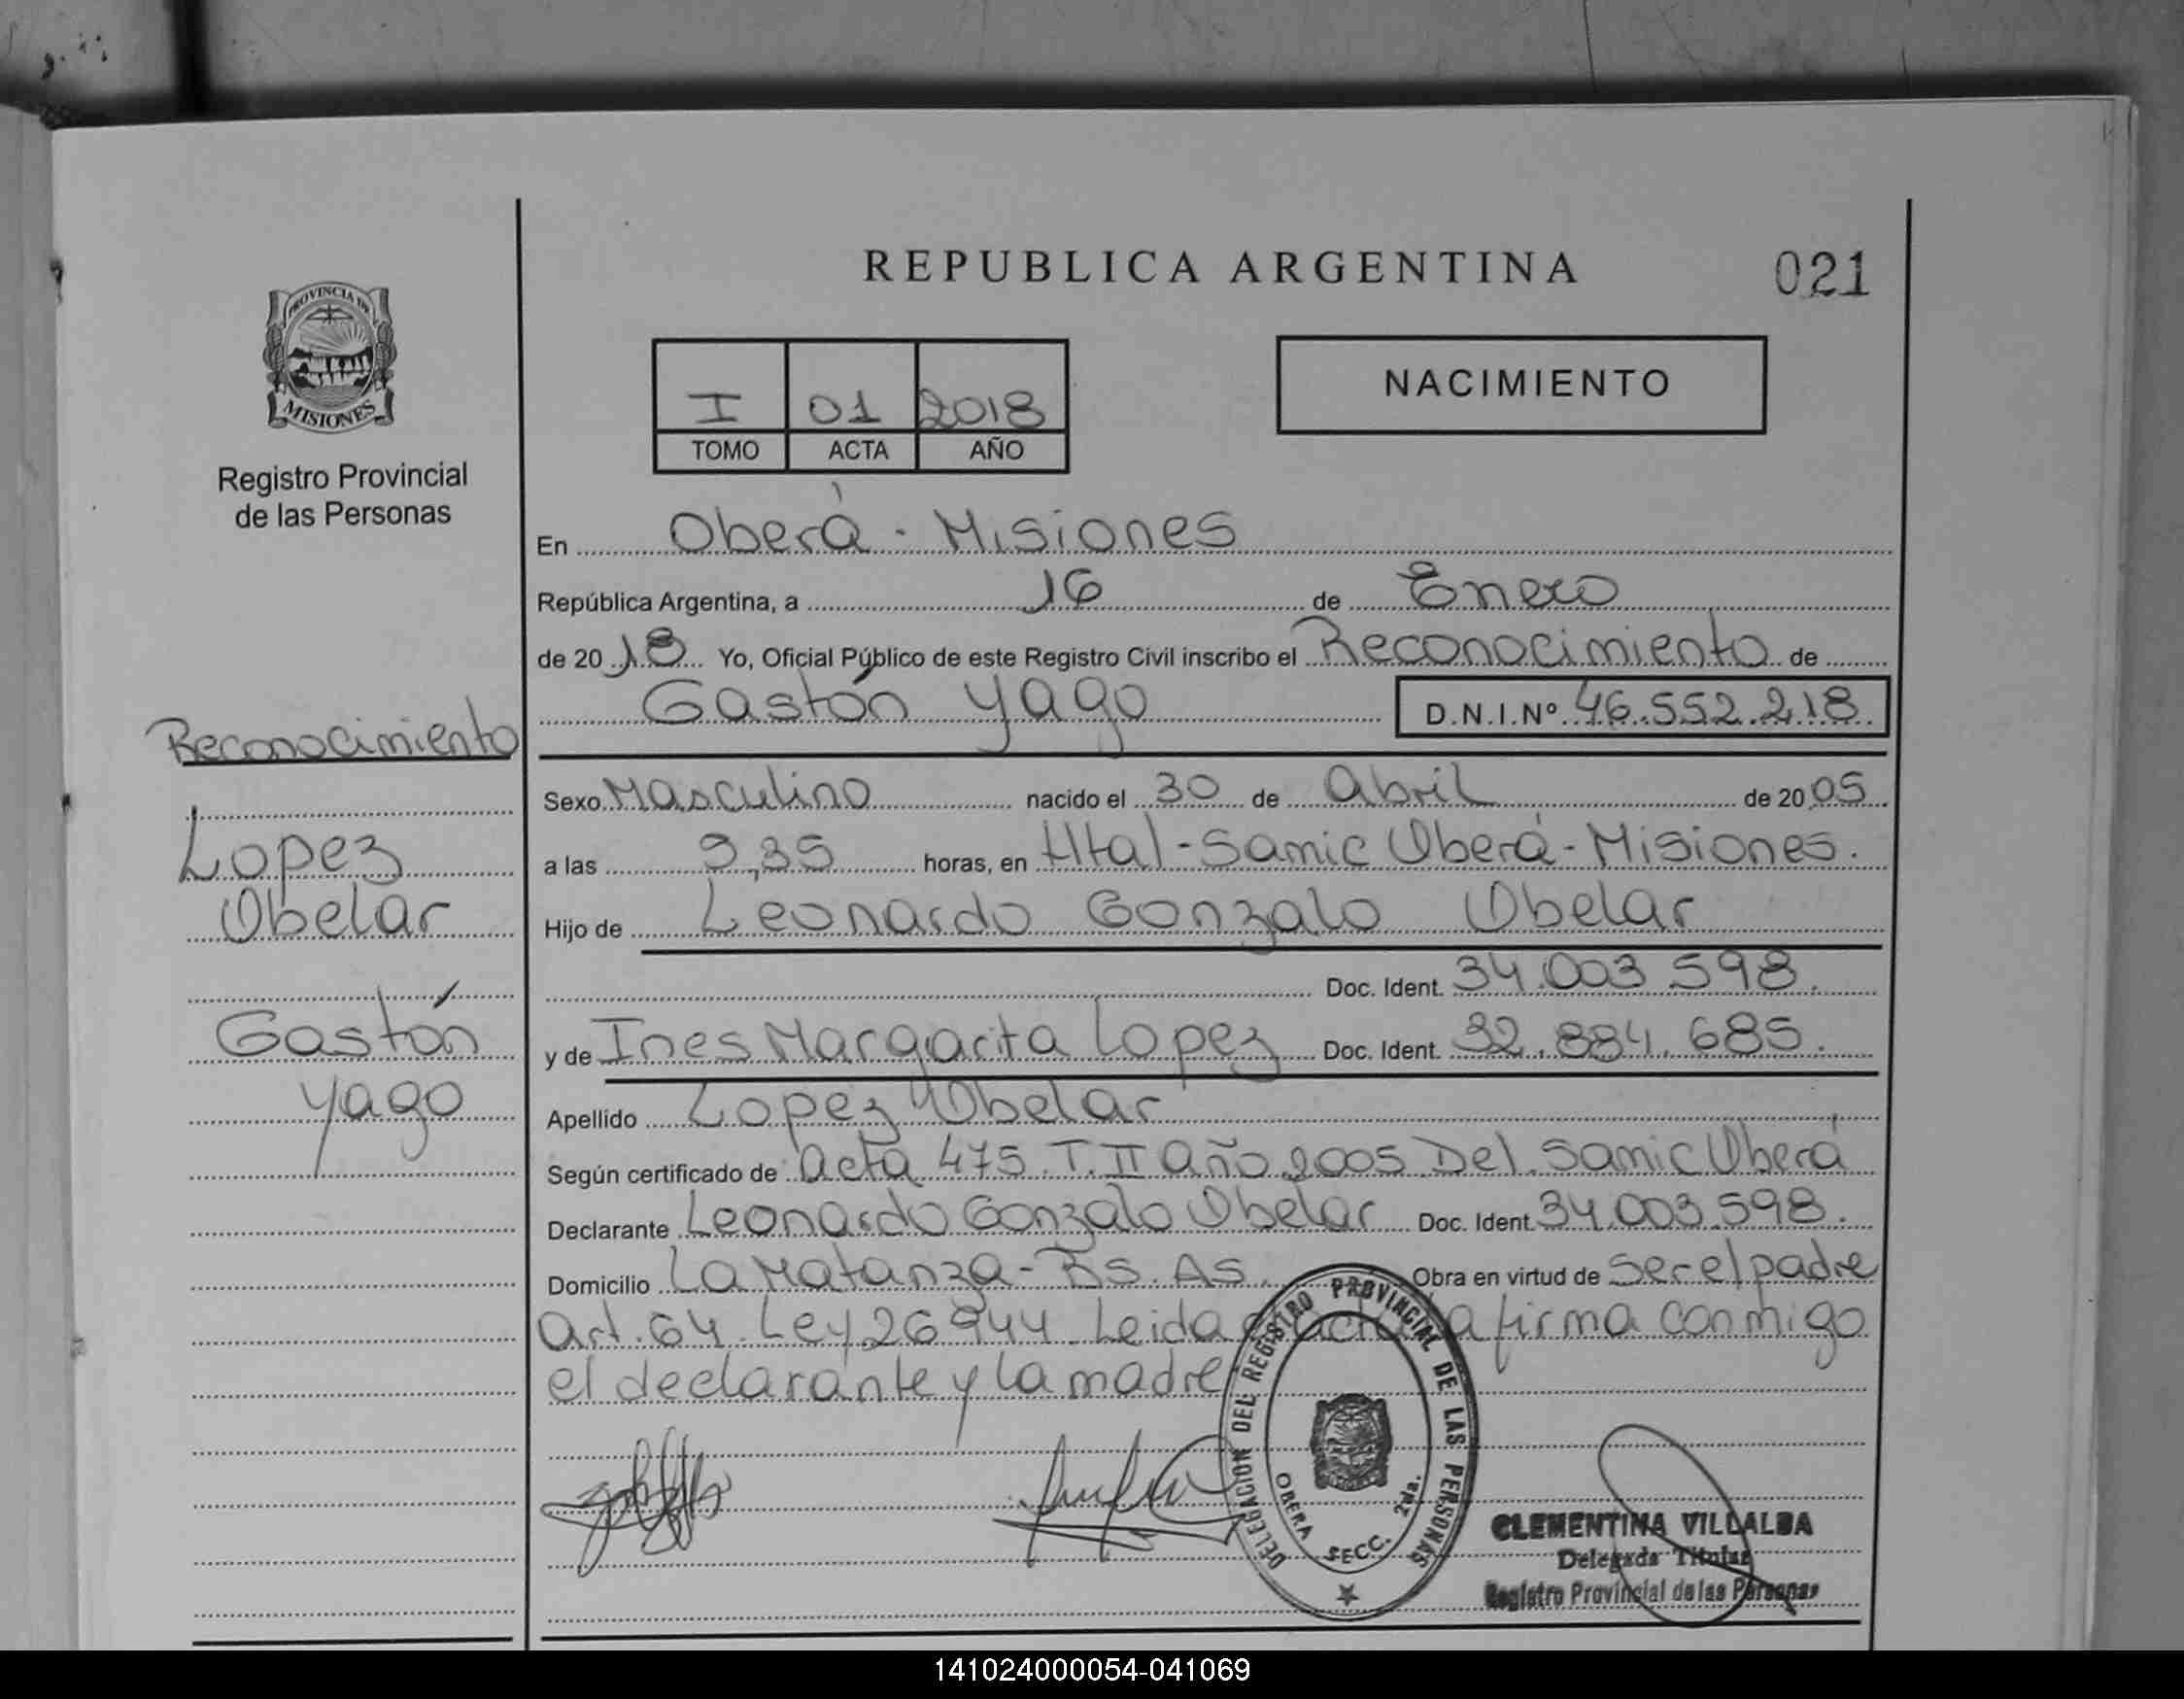 REPUBLICA ARGENTINA
021
PROVINCIA DE
MISIONES
Registro Provincial
de las Personas
I 01 2018
TOMO ACTA AÑO
NACIMIENTO
En Oberá - Misiones
República Argentina, a 16 de Enero
de 2018 Yo, Oficial Público de este Registro Civil inscribo el Reconocimiento de
Gastón Yago D.N.I.Nº 46.552.218.
Reconocimiento
Lopez
Obelar
Gastón
Yago
Sexo Masculino nacido el 30 de Abril de 2005
a las 9,35 horas, en Htal - Samic Oberá - Misiones.
Hijo de Leonardo Gonzalo Obelar
Doc. Ident. 34.003.598.
y de Ines Margarita Lopez Doc. Ident. 32.884.685.
Apellido Lopez Obelar
Según certificado de Acta 475 T. II Año 2005 Del. Samic Oberá
Declarante Leonardo Gonzalo Obelar Doc. Ident. 34.003.598.
Domicilio La Matanza - Bs. As. Obra en virtud de ser el padre
Art. 64 Ley 26944 Leida firma conmigo
el declarante y la madre
DELEGACION DEL REGISTRO PROVINCIAL DE LAS PERSONAS
OBERA SECC. 2da.
CLEMENTINA VILLALBA
Delegada Titular
Registro Provincial de las Personas
141024000054-041069